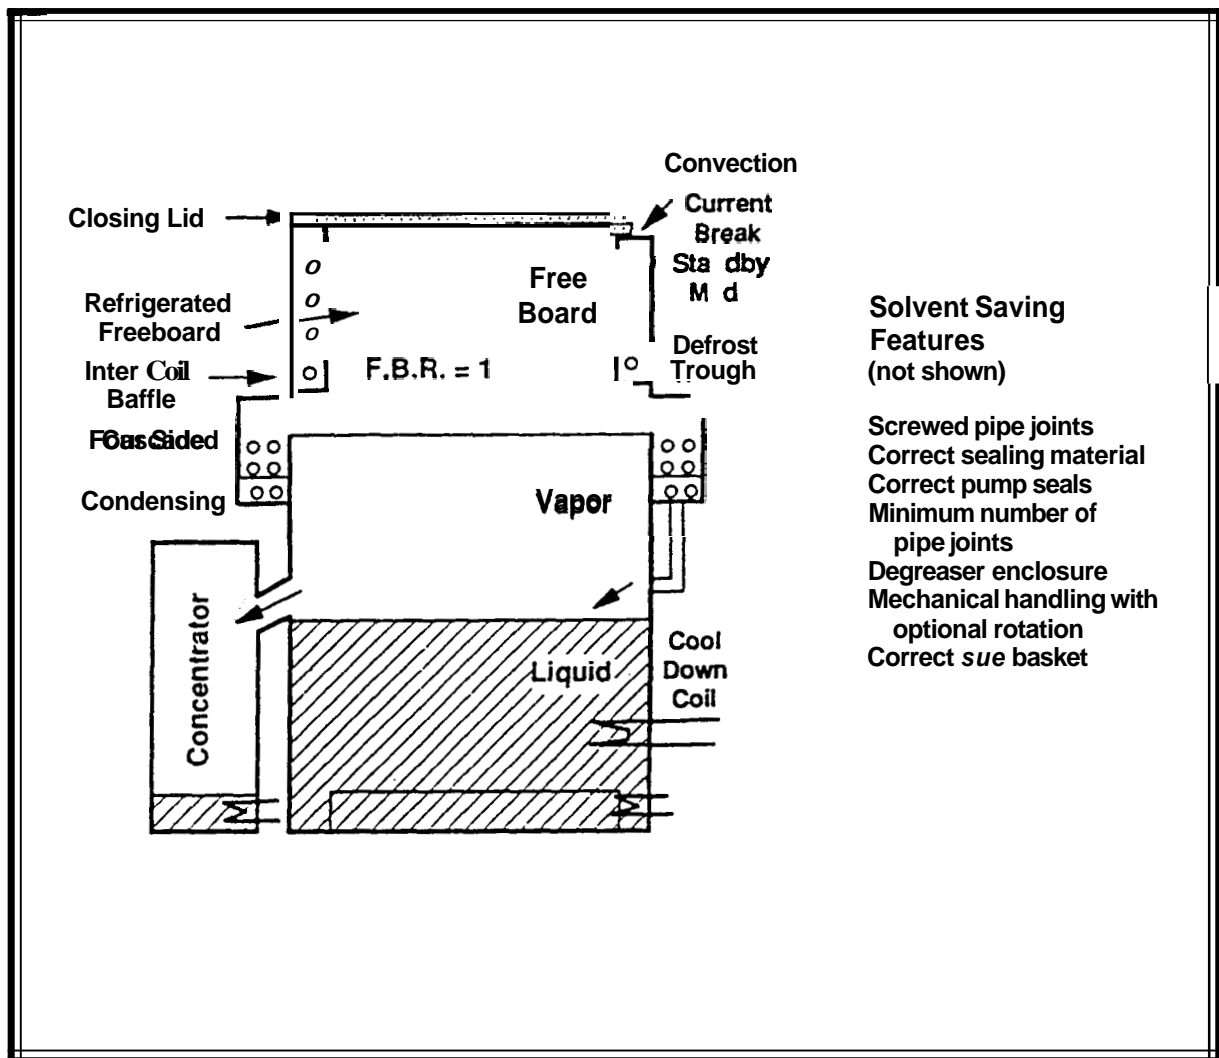 Convection
Current
Break
Sta dby
M d
Closing Lid
Free
Board
Refrigerated
Freeboard
Inter Coil
Baffle
F.B.R. = 1
Defrost
Trough
Four Sided
Condensing
Vapor
Concentrator
Liquid
Cool
Down
Coil
Solvent Saving
Features
(not shown)
Screwed pipe joints
Correct sealing material
Correct pump seals
Minimum number of
pipe joints
Degreaser enclosure
Mechanical handling with
optional rotation
Correct sue basket